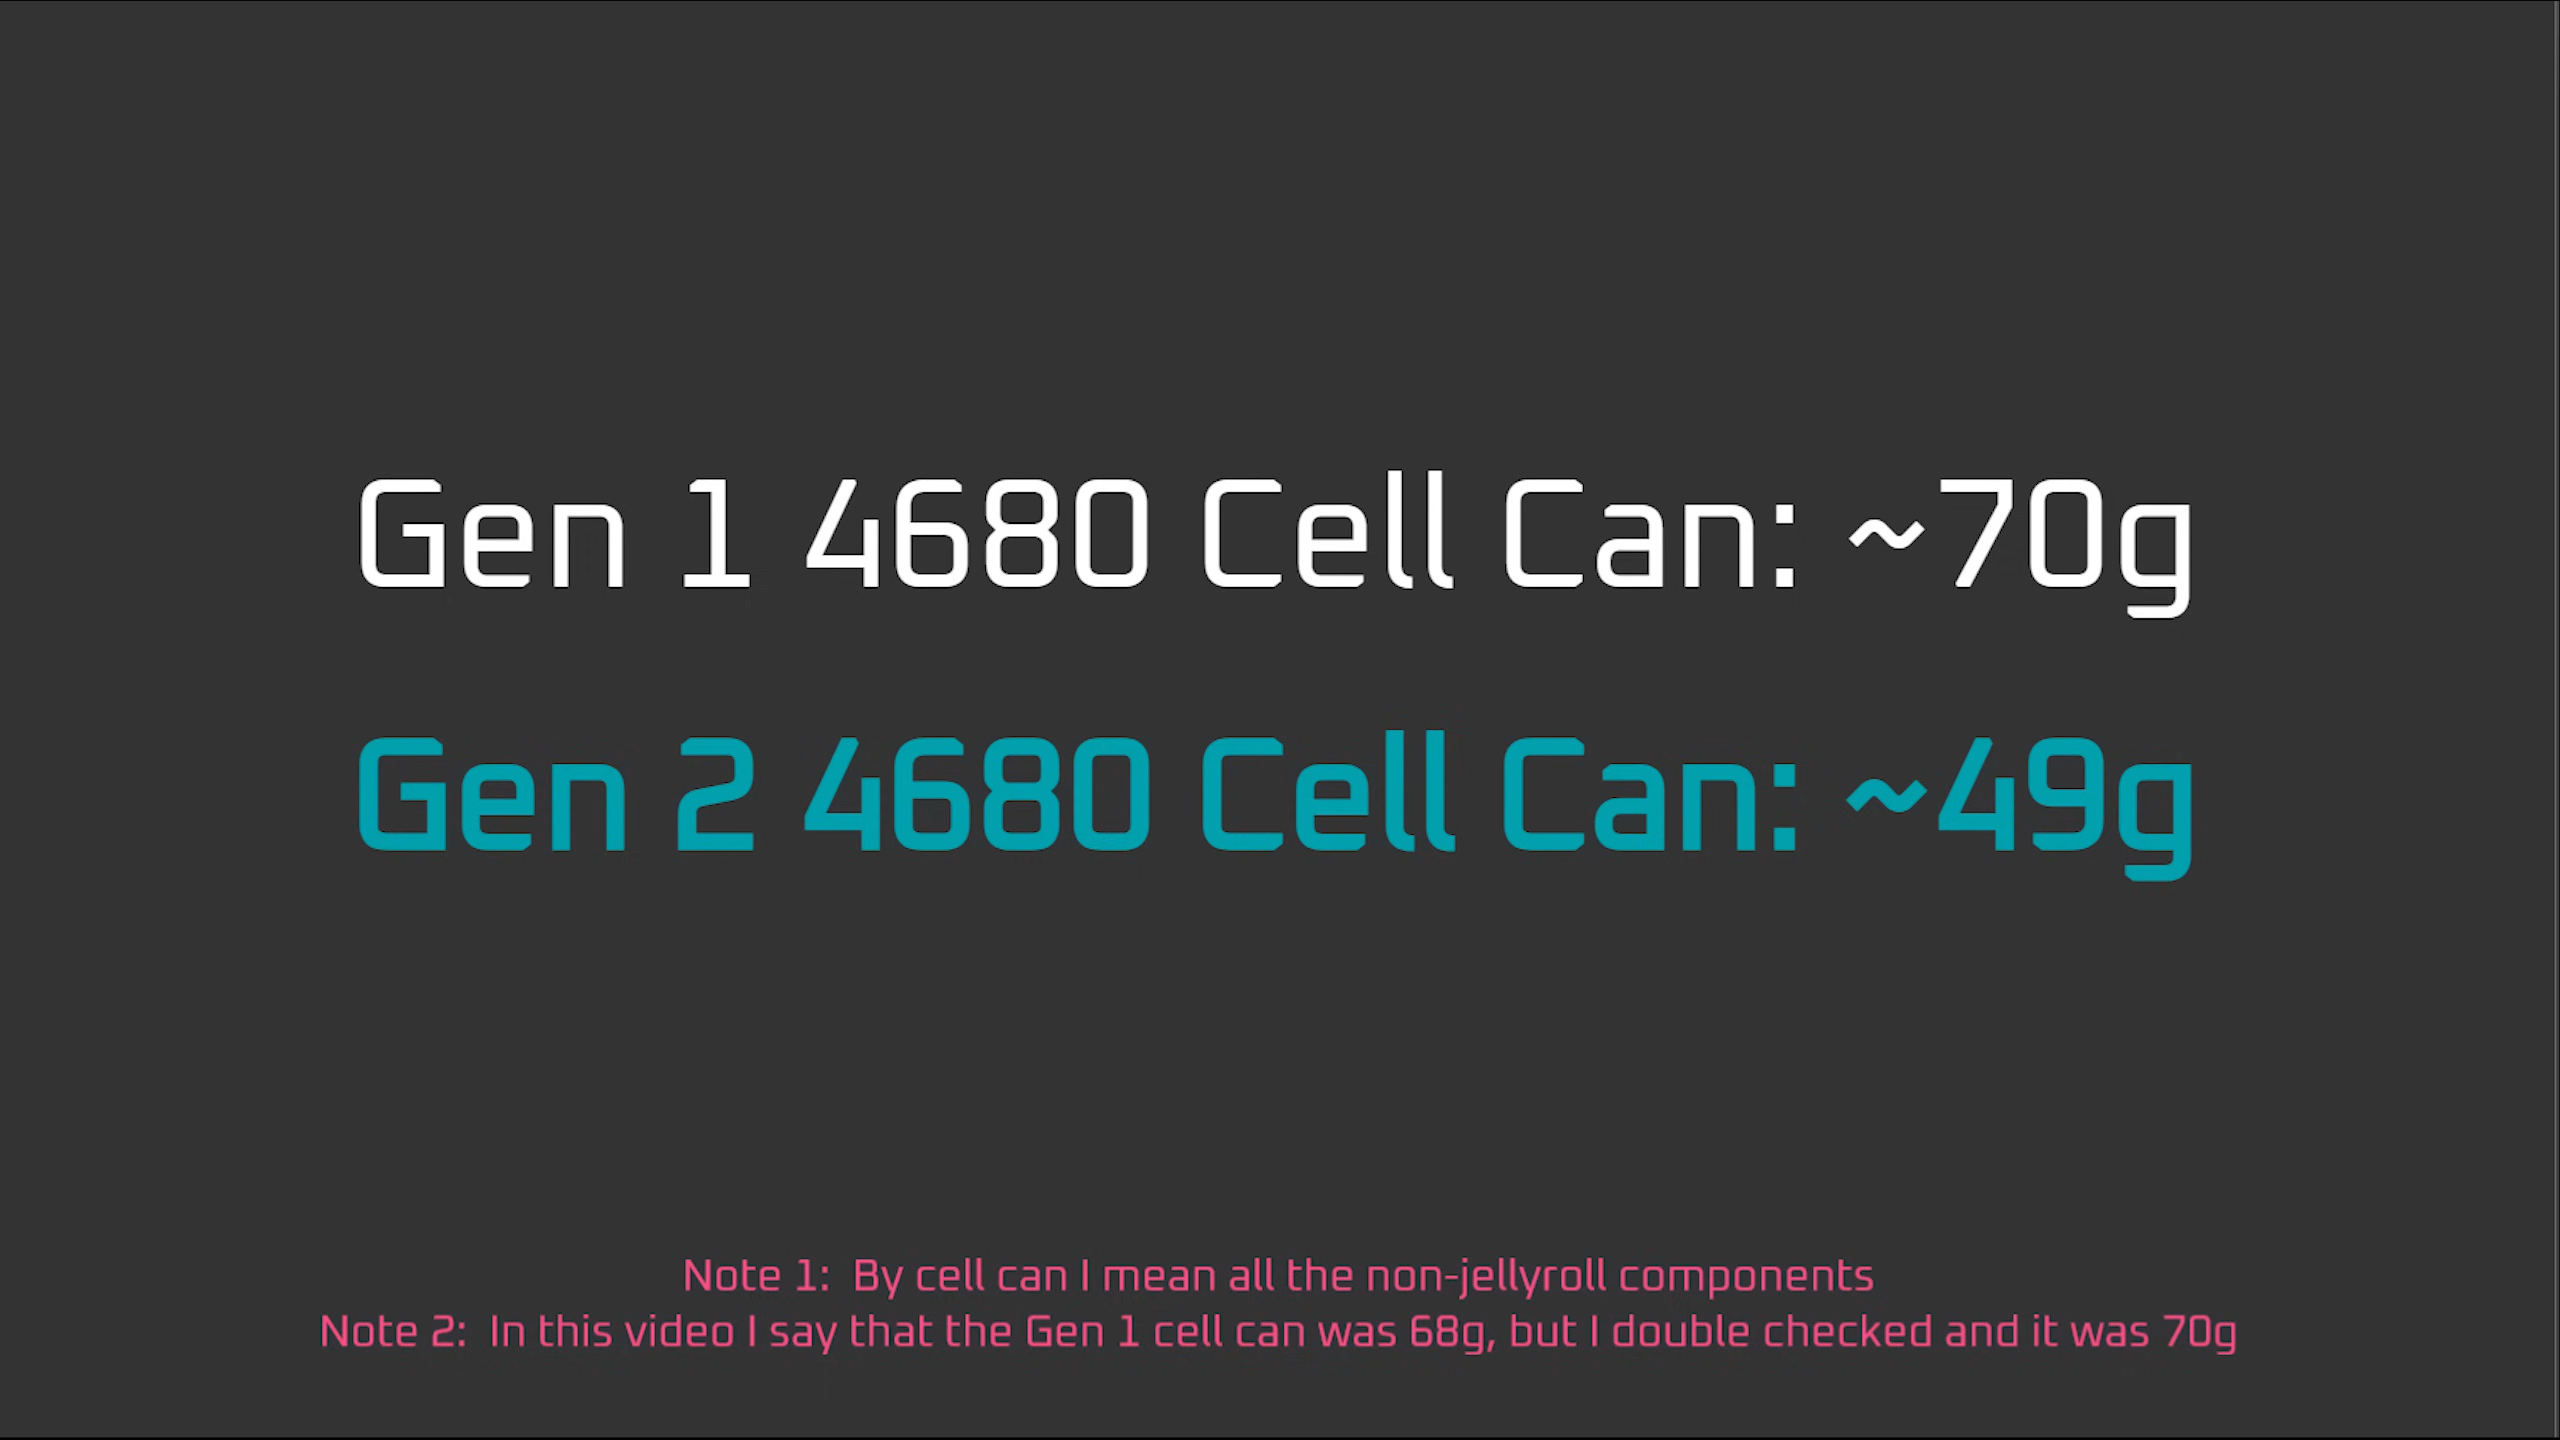 Gen 1 4680 Cell Can: ~70g
Gen 2 4680 Cell Can: ~49g
Note 1: By cell can I mean all the non-jellyroll components
Note 2: In this video I say that the Gen 1 cell can was 68g, but I double checked and it was 70g